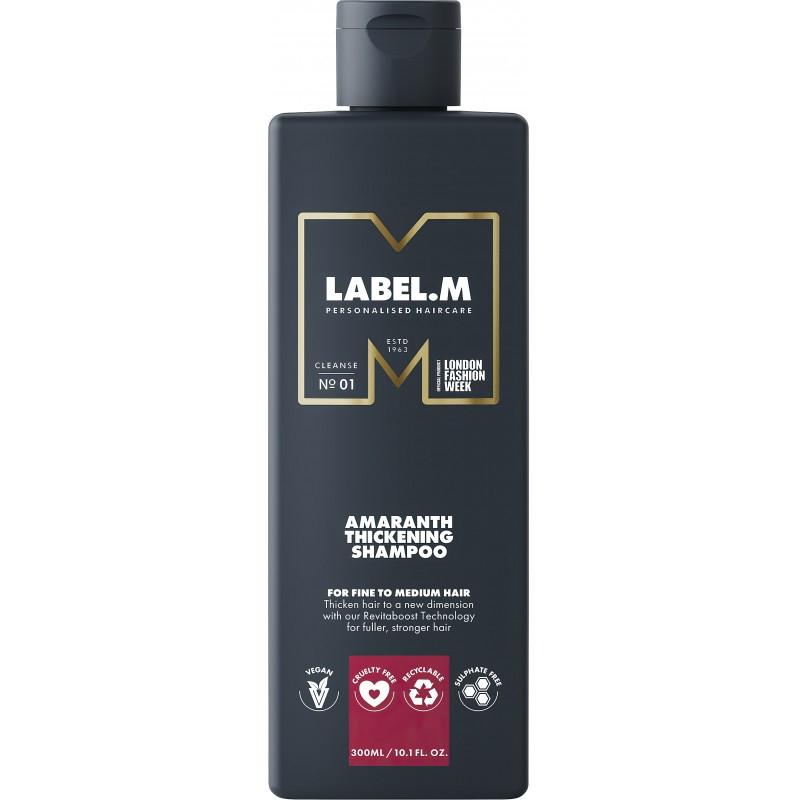 LABEL.M
PERSONALISED HAIRCARE
ESTD
1963
CLEANSE
Nº 01
OFFICIAL PRODUCT
LONDON
FASHION
WEEK
AMARANTH
THICKENING
SHAMPOO
FOR FINE TO MEDIUM HAIR
Thicken hair to a new dimension
with our Revitaboost Technology
for fuller, stronger hair
VEGAN
CRUELTY FREE
RECYCLABLE
SULPHATE FREE
300ML / 10.1 FL. OZ.